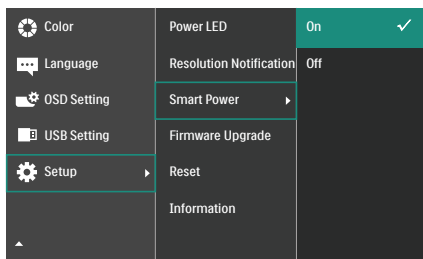 Color
Language
OSD Setting
USB Setting
Setup
Power LED
Resolution Notification
Smart Power
Firmware Upgrade
Reset
Information
On
Off